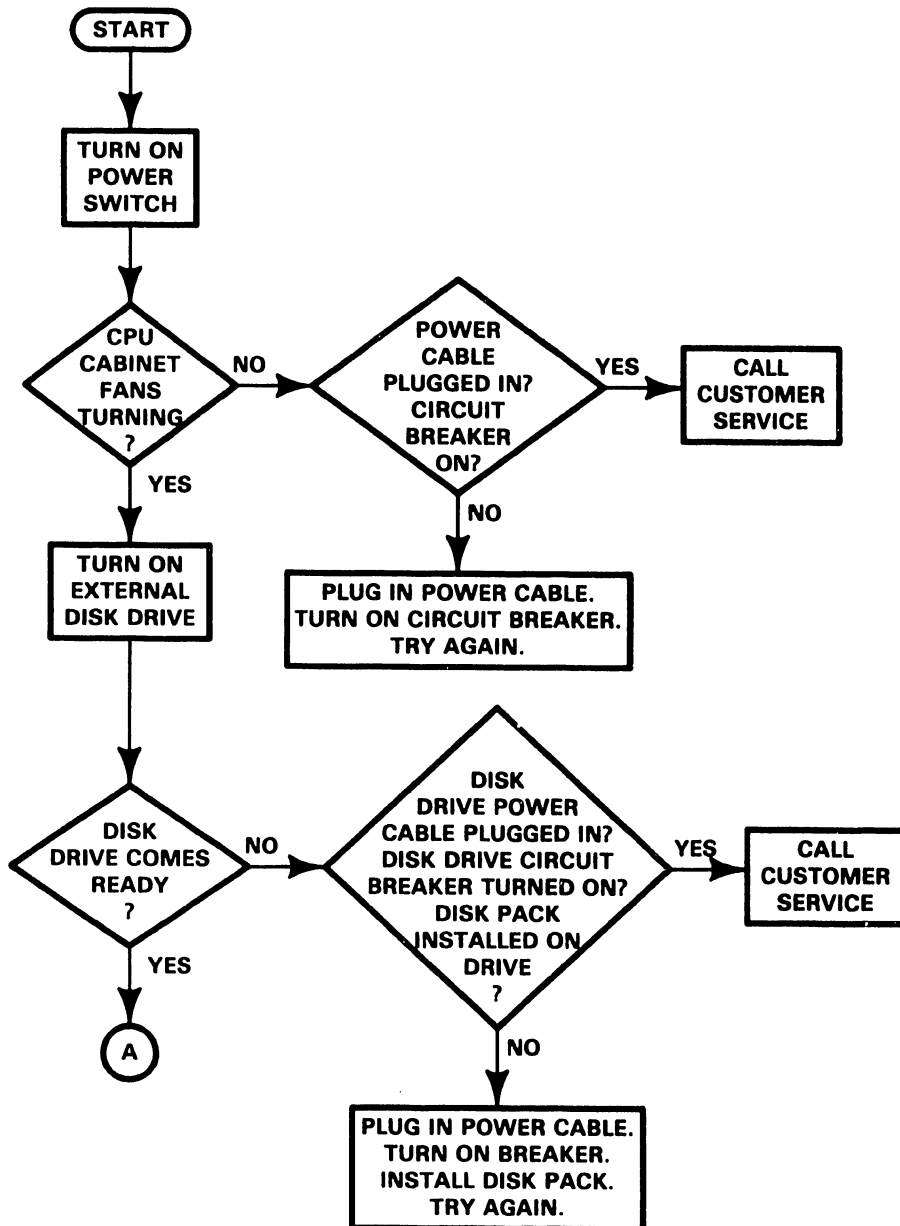 START
TURN ON
POWER
SWITCH
CPU
CABINET
FANS
TURNING
?
NO
POWER
CABLE
PLUGGED IN?
CIRCUIT
BREAKER
ON?
YES
CALL
CUSTOMER
SERVICE
YES
NO
TURN ON
EXTERNAL
DISK DRIVE
PLUG IN POWER CABLE.
TURN ON CIRCUIT BREAKER.
TRY AGAIN.
DISK
DRIVE COMES
READY
?
NO
DISK
DRIVE POWER
CABLE PLUGGED IN?
DISK DRIVE CIRCUIT
BREAKER TURNED ON?
DISK PACK
INSTALLED ON
DRIVE
?
YES
CALL
CUSTOMER
SERVICE
YES
A
NO
PLUG IN POWER CABLE.
TURN ON BREAKER.
INSTALL DISK PACK.
TRY AGAIN.